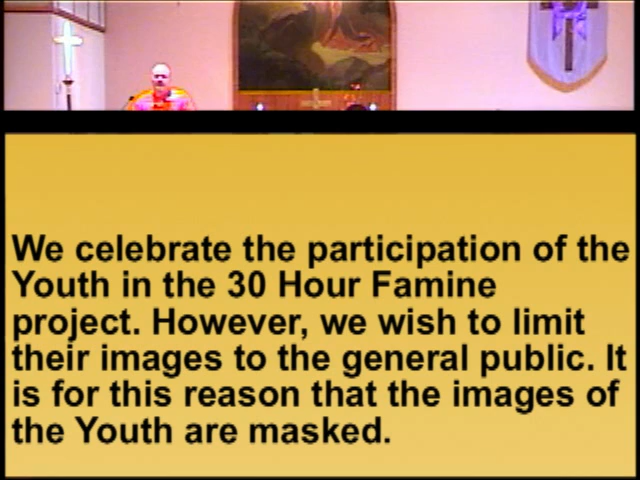 We celebrate the participation of the
Youth in the 30 Hour Famine
project. However, we wish to limit
their images to the general public. It
is for this reason that the images of
the Youth are masked.